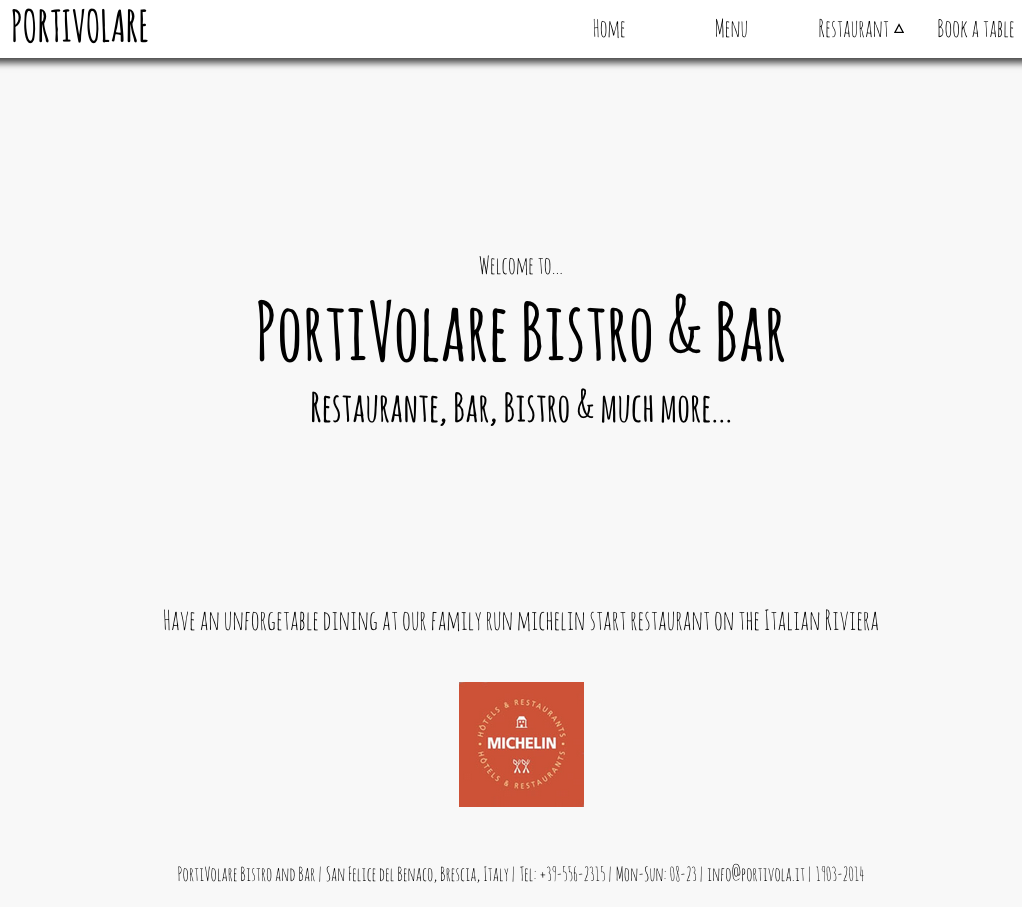 PORTIVOLARE
Home
Menu
Restaurant
Book a table
Welcome to...
PortiVolare Bistro & Bar
Restaurante, Bar, Bistro & much more...
Have an unforgetable dining at our family run michelin start restaurant on the Italian Riviera
HÔTELS & RESTAURANTS
MICHELIN
HÔTELS & RESTAURANTS
PortiVolare Bistro and Bar | San Felice del Benaco, Brescia, Italy | Tel: +39-556-2315 | Mon-Sun: 08-23 | info@portivola.it | 1903-2014